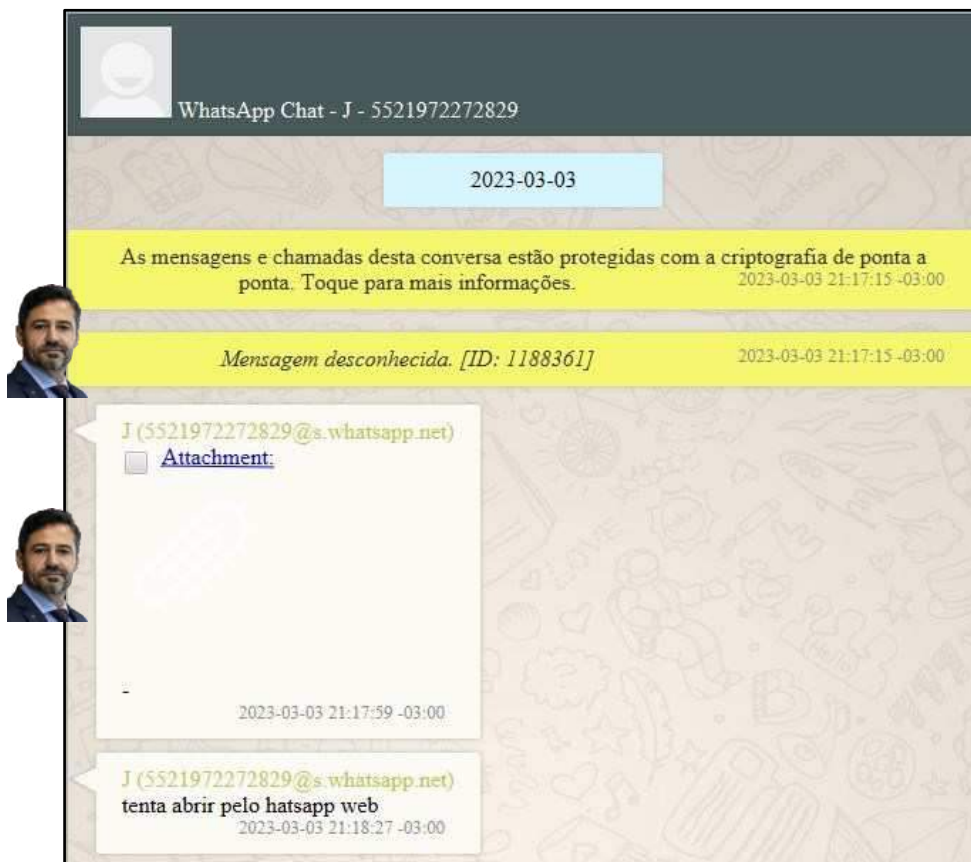 WhatsApp Chat - J - 5521972272829
2023-03-03
As mensagens e chamadas desta conversa estão protegidas com a criptografia de ponta a
ponta. Toque para mais informações. 2023-03-03 21:17:15 -03:00
Mensagem desconhecida. [ID: 1188361] 2023-03-03 21:17:15 -03:00
J (5521972272829@s.whatsapp.net)
Attachment:
-
2023-03-03 21:17:59 -03:00
J (5521972272829@s.whatsapp.net)
tenta abrir pelo hatsapp web
2023-03-03 21:18:27 -03:00